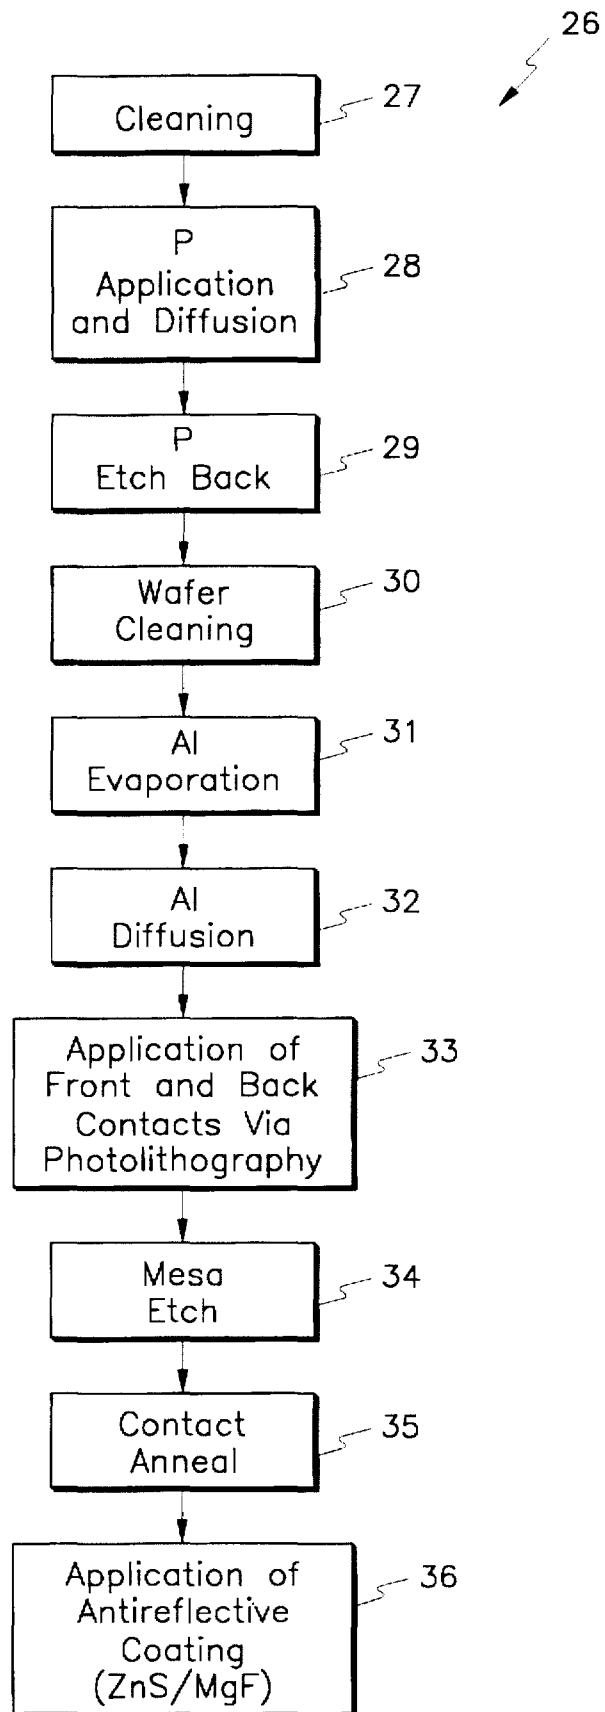 26
Cleaning
27
P
Application
and Diffusion
28
P
Etch Back
29
Wafer
Cleaning
30
Al
Evaporation
31
Al
Diffusion
32
Application of
Front and Back
Contacts Via
Photolithography
33
Mesa
Etch
34
Contact
Anneal
35
Application of
Antireflective
Coating
(ZnS/MgF)
36